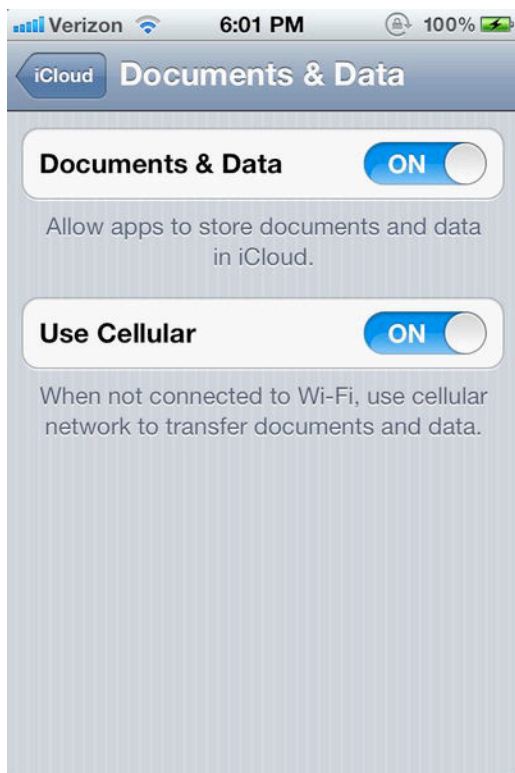 Verizon 6:01 PM 100%
iCloud Documents & Data
Documents & Data ON
Allow apps to store documents and data
in iCloud.
Use Cellular ON
When not connected to Wi-Fi, use cellular
network to transfer documents and data.